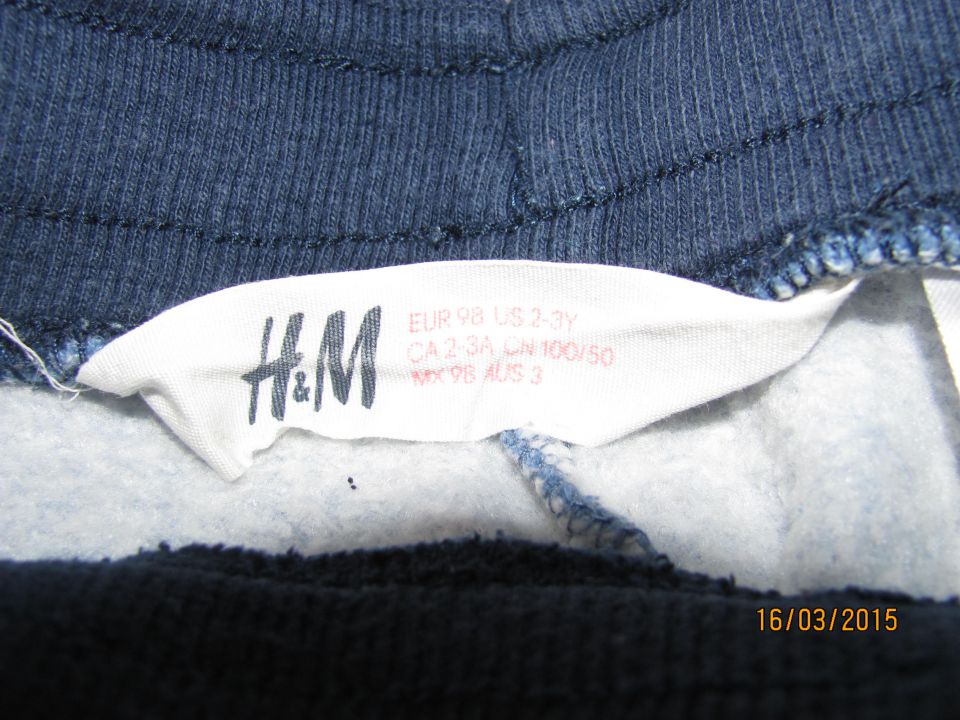 H&M
EUR 98 US 2-3Y
CA 2-3A CN 100/50
MX 98 AUS 3
16/03/2015